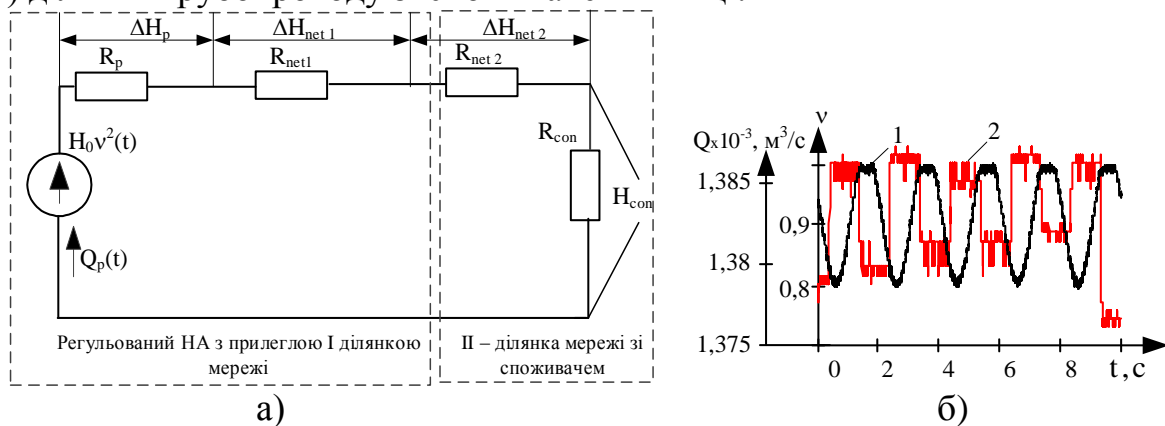 ΔHp ΔHnet 1 ΔHnet 2
Rp Rnet1 Rnet 2
Rcon
H0ν²(t)
Hcon
Qp(t)
Регульований НА з прилеглою І ділянкою
мережі
ІІ – ділянка мережі зі
споживачем
а)
Qx10⁻³, м³/с
ν
1
2
1,385
0,9
1,38
0,8
1,375
0 2 4 6 8 t,с
б)